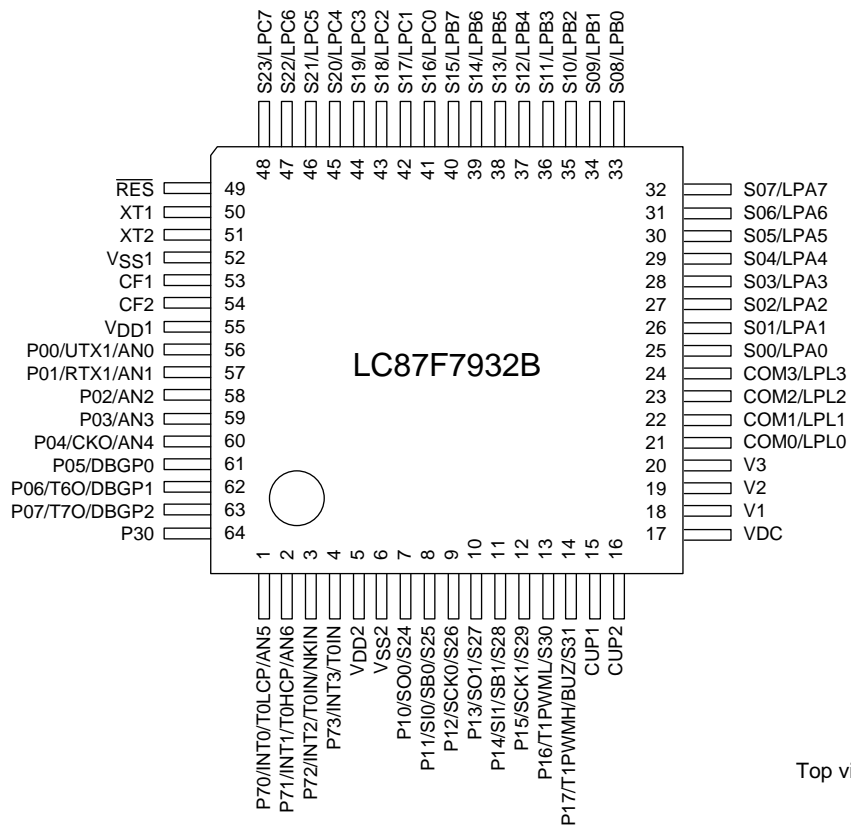 S23/LPC7
S22/LPC6
S21/LPC5
S20/LPC4
S19/LPC3
S18/LPC2
S17/LPC1
S16/LPC0
S15/LPB7
S14/LPB6
S13/LPB5
S12/LPB4
S11/LPB3
S10/LPB2
S09/LPB1
S08/LPB0
48 47 46 45 44 43 42 41 40 39 38 37 36 35 34 33
RES 49
XT1 50
XT2 51
VSS1 52
CF1 53
CF2 54
VDD1 55
P00/UTX1/AN0 56
P01/RTX1/AN1 57
P02/AN2 58
P03/AN3 59
P04/CKO/AN4 60
P05/DBGP0 61
P06/T6O/DBGP1 62
P07/T7O/DBGP2 63
P30 64
LC87F7932B
32 S07/LPA7
31 S06/LPA6
30 S05/LPA5
29 S04/LPA4
28 S03/LPA3
27 S02/LPA2
26 S01/LPA1
25 S00/LPA0
24 COM3/LPL3
23 COM2/LPL2
22 COM1/LPL1
21 COM0/LPL0
20 V3
19 V2
18 V1
17 VDC
1 2 3 4 5 6 7 8 9 10 11 12 13 14 15 16
P70/INT0/T0LCP/AN5
P71/INT1/T0HCP/AN6
P72/INT2/T0IN/NKIN
P73/INT3/T0IN
VDD2
VSS2
P10/SO0/S24
P11/SI0/SB0/S25
P12/SCK0/S26
P13/SO1/S27
P14/SI1/SB1/S28
P15/SCK1/S29
P16/T1PWML/S30
P17/T1PWMH/BUZ/S31
CUP1
CUP2
Top vi